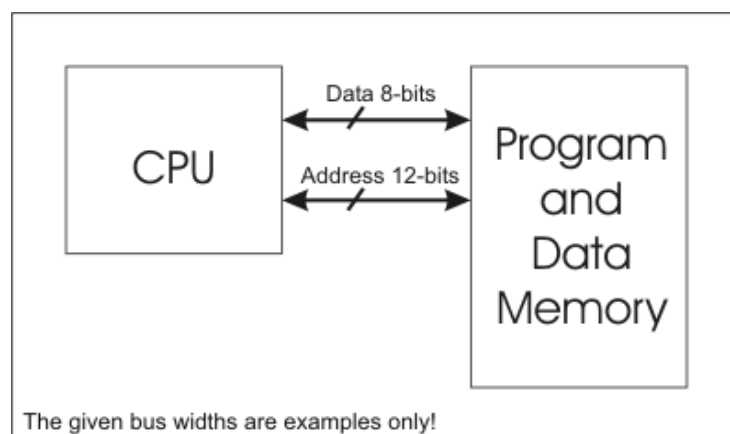 CPU
Data 8-bits
Address 12-bits
Program
and
Data
Memory
The given bus widths are examples only!